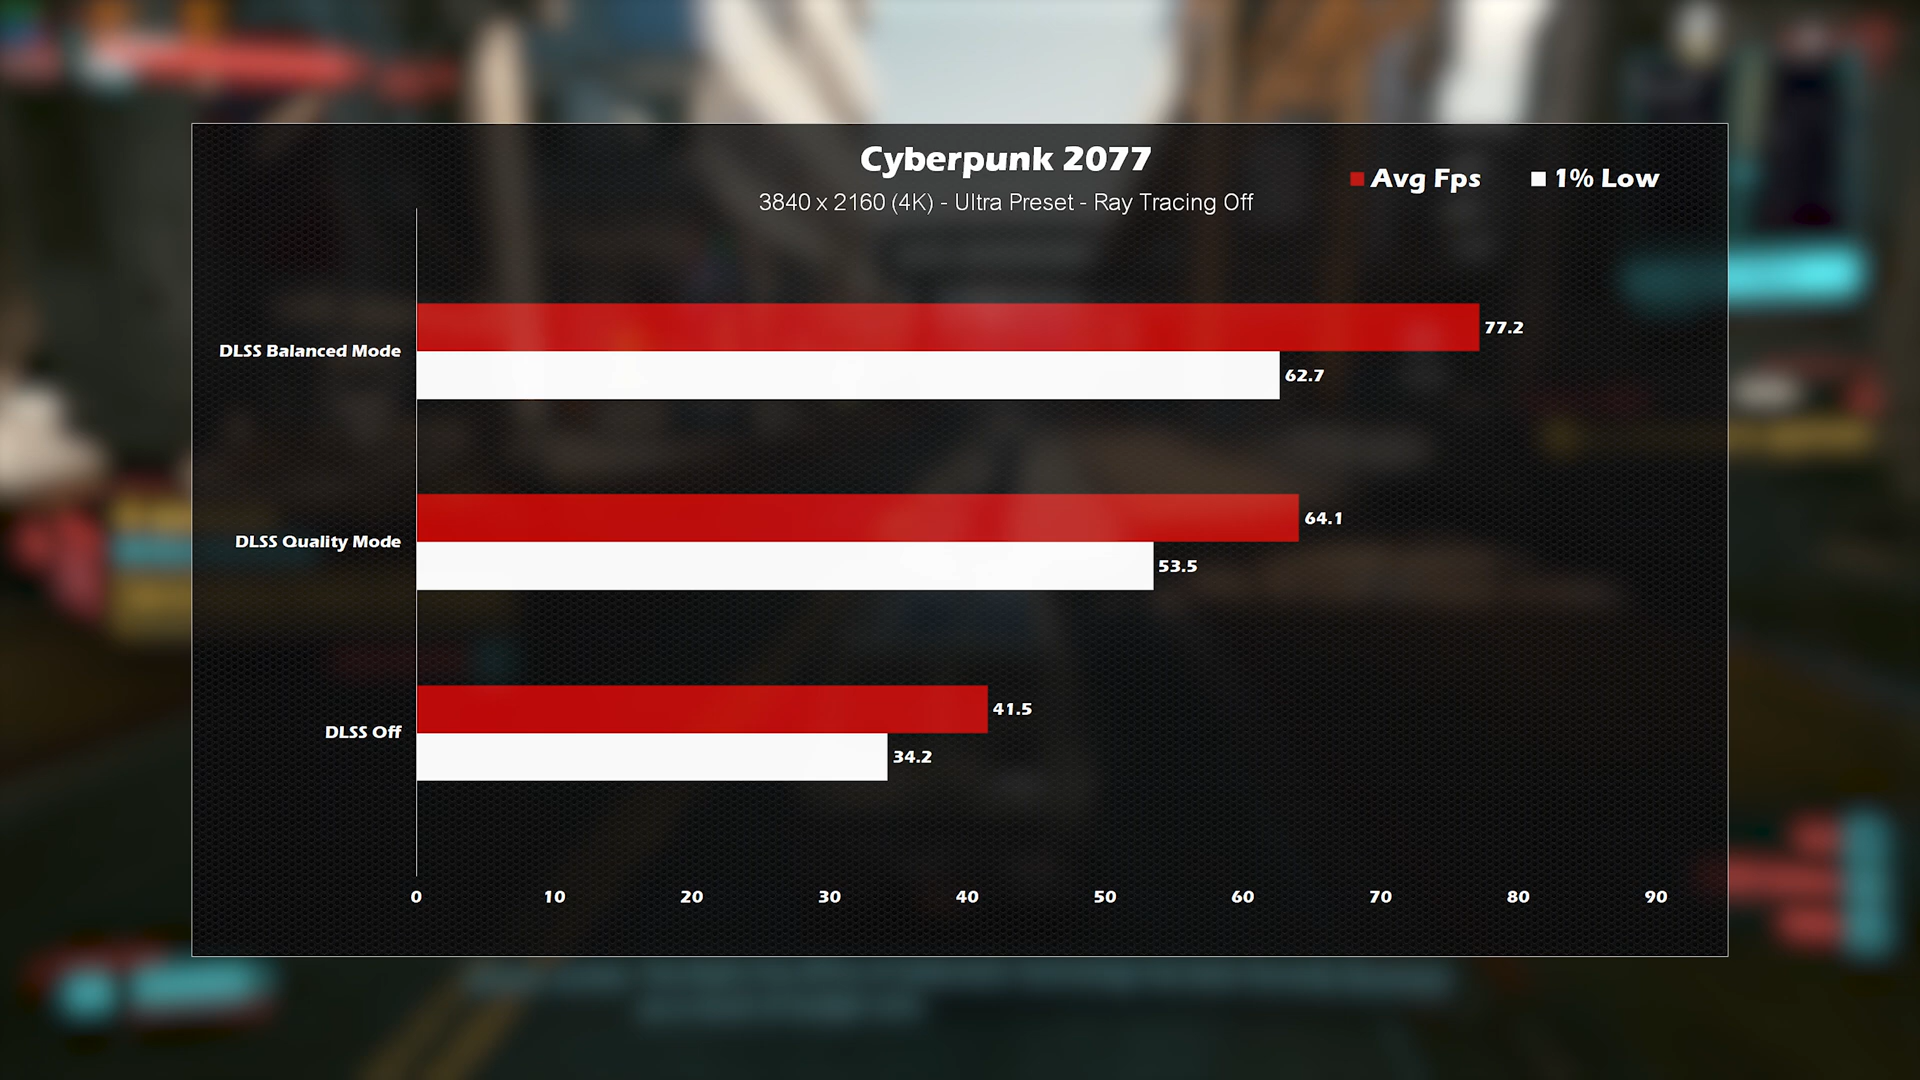 Cyberpunk 2077
3840 x 2160 (4K) - Ultra Preset - Ray Tracing Off
Avg Fps
1% Low
DLSS Balanced Mode
77.2
62.7
DLSS Quality Mode
64.1
53.5
DLSS Off
41.5
34.2
0 10 20 30 40 50 60 70 80 90